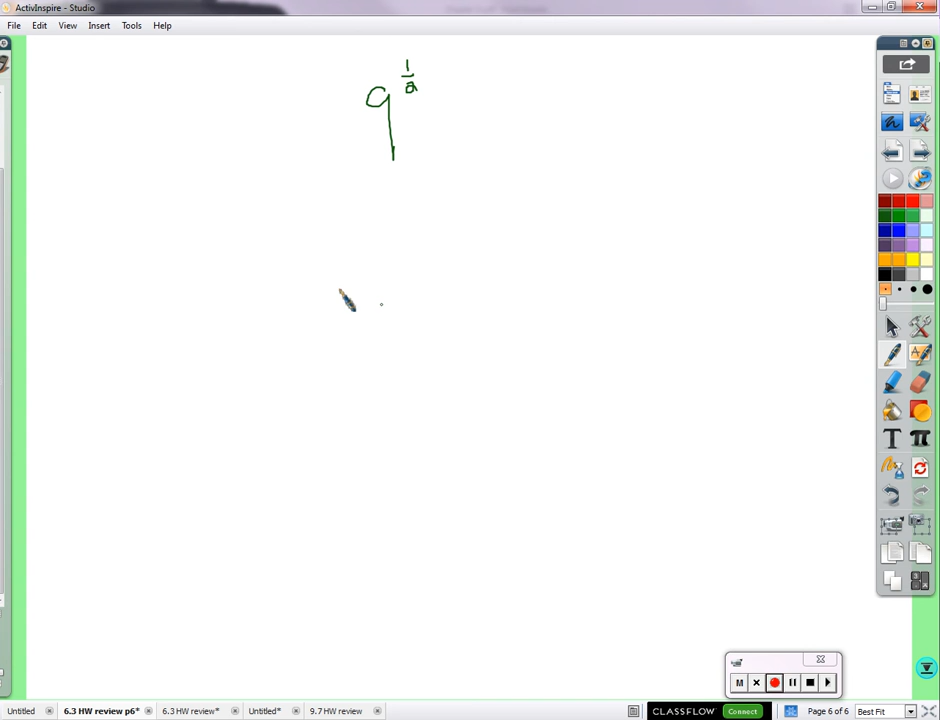 ActivInspire - Studio
File Edit View Insert Tools Help
9^{1/2}
M
Untitled 6.3 HW review p6* 6.3 HW review* Untitled* 9.7 HW review CLASSFLOW Connect Page 6 of 6 Best Fit